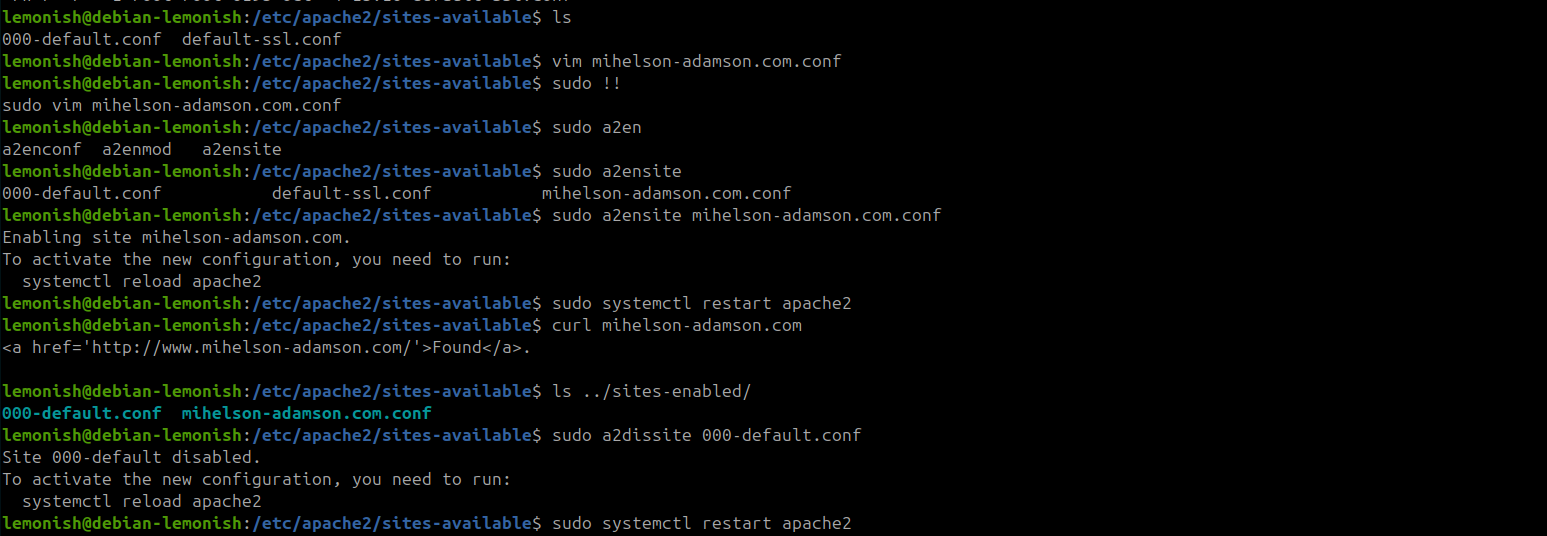 lemonish@debian-lemonish:/etc/apache2/sites-available$ ls
000-default.conf  default-ssl.conf
lemonish@debian-lemonish:/etc/apache2/sites-available$ vim mihelson-adamson.com.conf
lemonish@debian-lemonish:/etc/apache2/sites-available$ sudo !!
sudo vim mihelson-adamson.com.conf
lemonish@debian-lemonish:/etc/apache2/sites-available$ sudo a2en
a2enconf  a2enmod   a2ensite
lemonish@debian-lemonish:/etc/apache2/sites-available$ sudo a2ensite
000-default.conf           default-ssl.conf           mihelson-adamson.com.conf
lemonish@debian-lemonish:/etc/apache2/sites-available$ sudo a2ensite mihelson-adamson.com.conf
Enabling site mihelson-adamson.com.
To activate the new configuration, you need to run:
  systemctl reload apache2
lemonish@debian-lemonish:/etc/apache2/sites-available$ sudo systemctl restart apache2
lemonish@debian-lemonish:/etc/apache2/sites-available$ curl mihelson-adamson.com
<a href='http://www.mihelson-adamson.com/'>Found</a>.
lemonish@debian-lemonish:/etc/apache2/sites-available$ ls ../sites-enabled/
000-default.conf  mihelson-adamson.com.conf
lemonish@debian-lemonish:/etc/apache2/sites-available$ sudo a2dissite 000-default.conf
Site 000-default disabled.
To activate the new configuration, you need to run:
  systemctl reload apache2
lemonish@debian-lemonish:/etc/apache2/sites-available$ sudo systemctl restart apache2